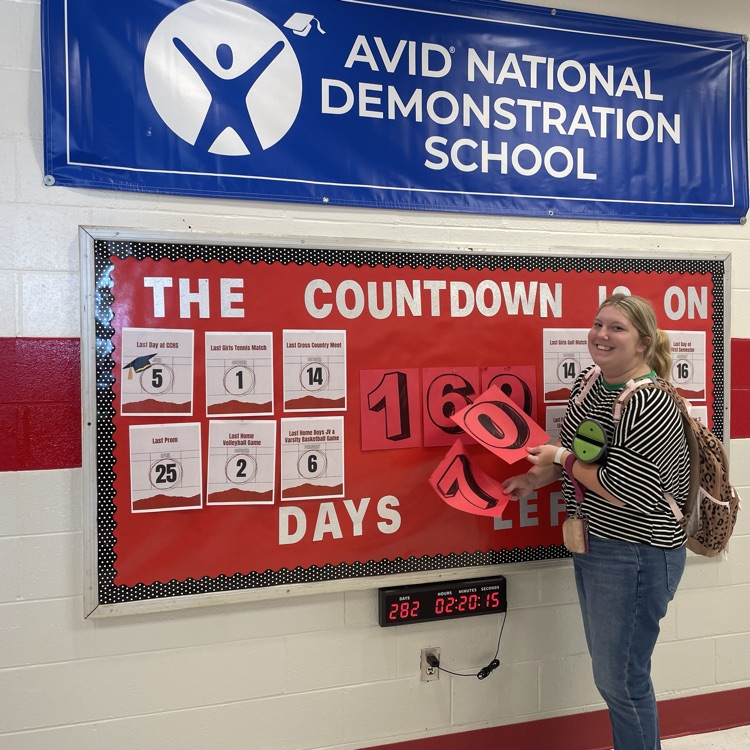 AVID® NATIONAL
DEMONSTRATION
SCHOOL
THE COUNTDOWN ON
Last Day at CCHS
5
Last Girls Tennis Match
1
Last Cross Country Meet
14
Last Girls Golf Match
14
Last Day of
First Semester
16
Last Prom
25
Last Home
Volleyball Game
2
Last Home Boys JV &
Varsity Basketball Game
6
160
0
1
DAYS
DAYS HOURS MINUTES SECONDS
282 02:20:15